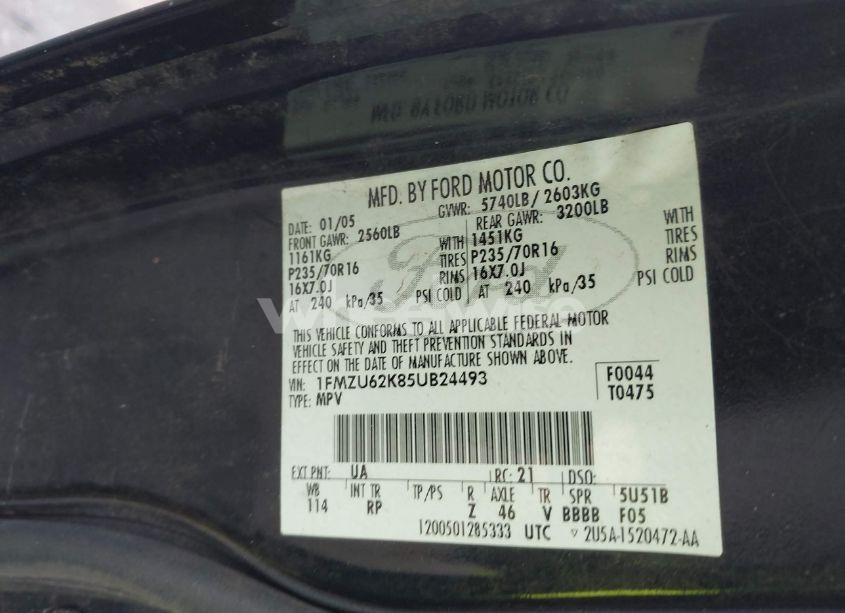 MFD. BY FORD MOTOR CO.
DATE: 01/05 GVWR: 5740LB/ 2603KG
FRONT GAWR: 2560LB REAR GAWR: 3200LB
1161KG WITH 1451KG WITH
P235/70R16 TIRES P235/70R16 TIRES
16X7.0J RIMS 16X7.0J RIMS
AT 240 kPa/35 PSI COLD AT 240 kPa/35 PSI COLD
THIS VEHICLE CONFORMS TO ALL APPLICABLE FEDERAL MOTOR
VEHICLE SAFETY AND THEFT PREVENTION STANDARDS IN
EFFECT ON THE DATE OF MANUFACTURE SHOWN ABOVE.
VIN: 1FMZU62K85UB24493
TYPE: MPV
F0044
T0475
EXT PNT: UA RC: 21 DSO:
WB INT TR TP/PS R AXLE TR SPR 5U51B
114 RP Z 46 V BBBB F05
1200501285333 UTC ▽ 2U5A-1520472-AA
Ford